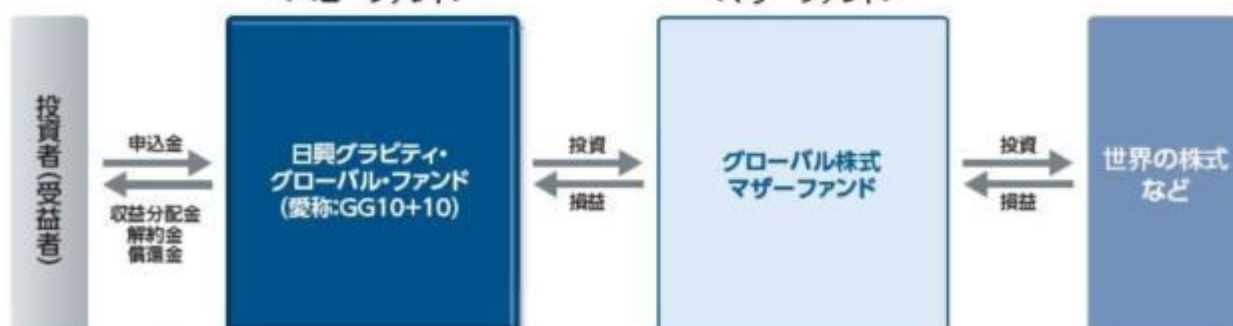 投資者(受益者)
申込金
収益分配金
解約金
償還金
日興グラビティ・
グローバル・ファンド
(愛称:GG10+10)
投資
損益
グローバル株式
マザーファンド
投資
損益
世界の株式
など